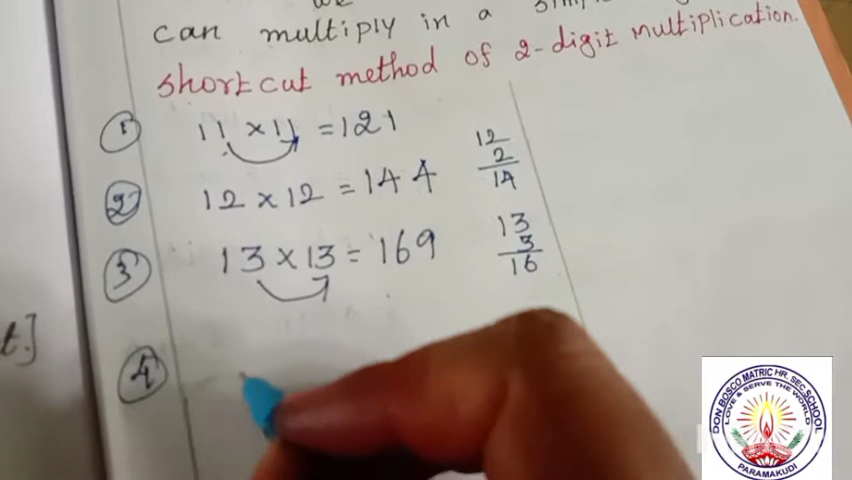 can multiply in a
shortcut method of 2-digit multiplication.
① 11 × 11 = 121
12
2
14
② 12 × 12 = 144
③ 13 × 13 = 169
13
3
16
④
t.]
DON BOSCO MATRIC HR. SEC. SCHOOL
LOVE & SERVE THE WORLD
PARAMAKUDI